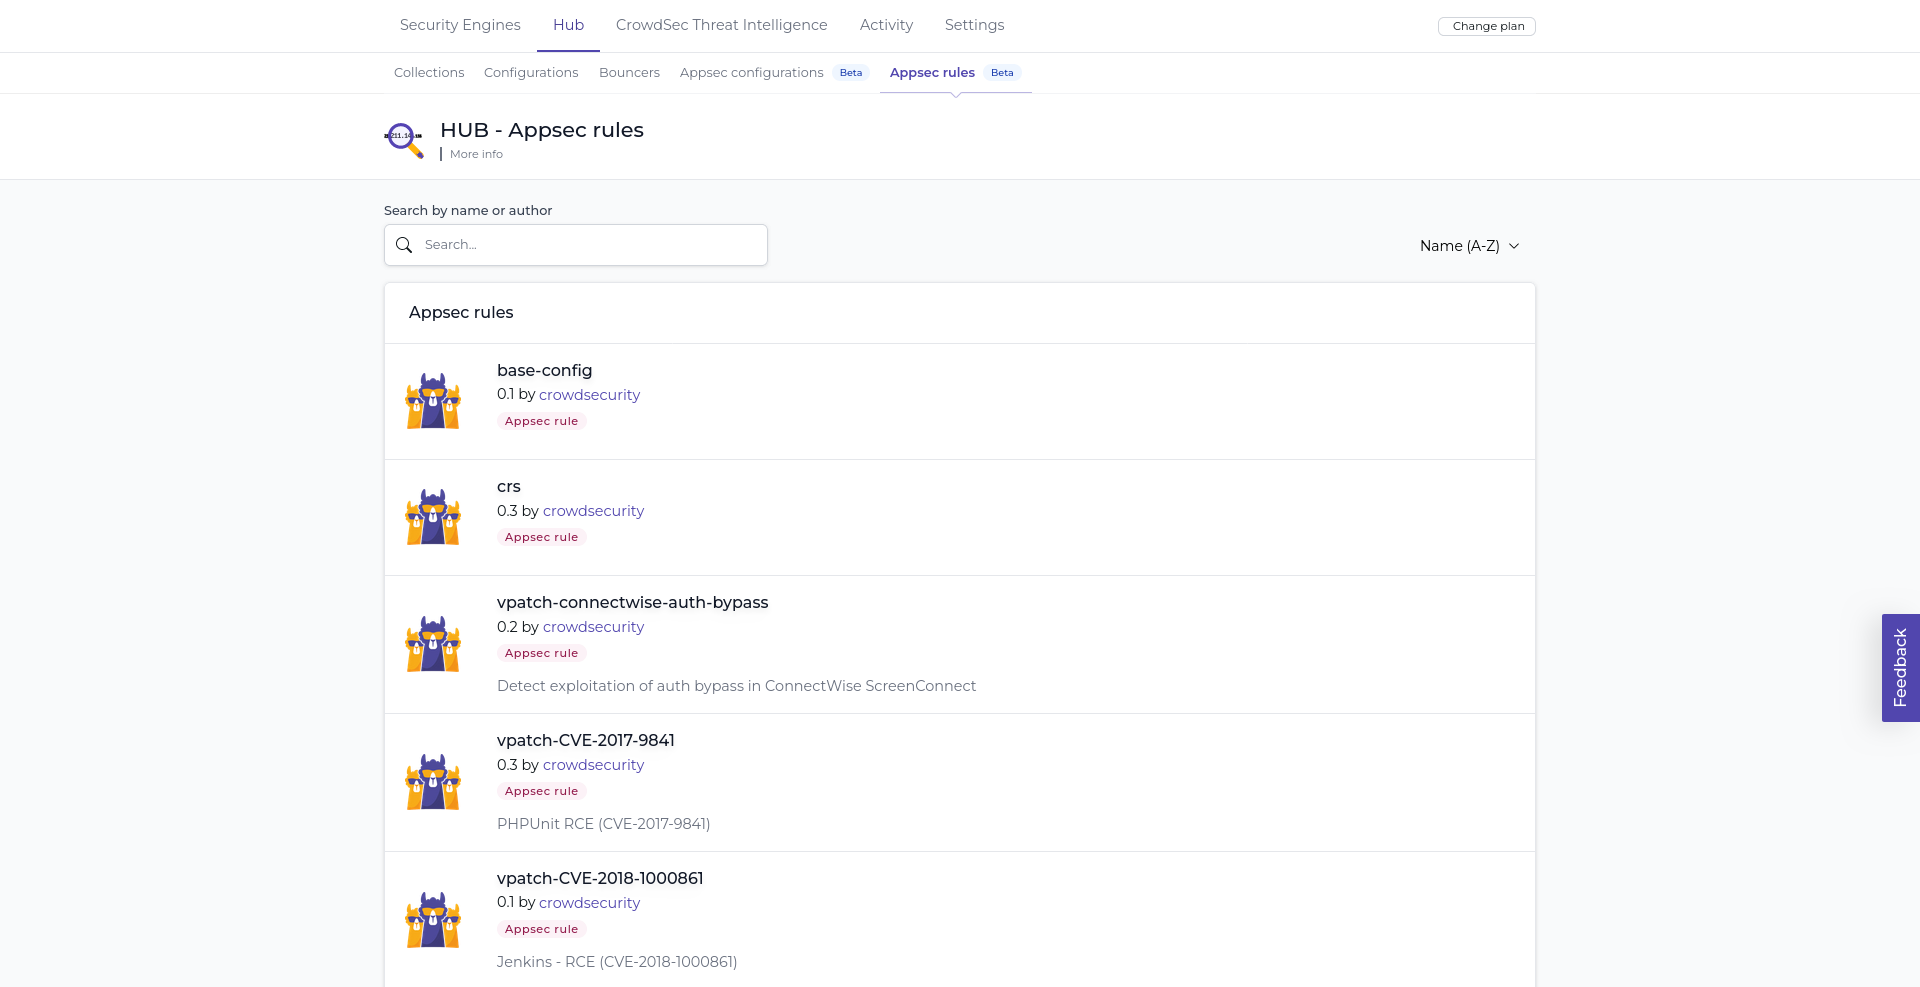 Security Engines Hub CrowdSec Threat Intelligence Activity Settings Change plan
Collections Configurations Bouncers Appsec configurations Beta Appsec rules Beta
HUB - Appsec rules
More info
Search by name or author
Search...
Name (A-Z)
Appsec rules
base-config
0.1 by crowdsecurity
Appsec rule
crs
0.3 by crowdsecurity
Appsec rule
vpatch-connectwise-auth-bypass
0.2 by crowdsecurity
Appsec rule
Detect exploitation of auth bypass in ConnectWise ScreenConnect
Feedback
vpatch-CVE-2017-9841
0.3 by crowdsecurity
Appsec rule
PHPUnit RCE (CVE-2017-9841)
vpatch-CVE-2018-1000861
0.1 by crowdsecurity
Appsec rule
Jenkins - RCE (CVE-2018-1000861)